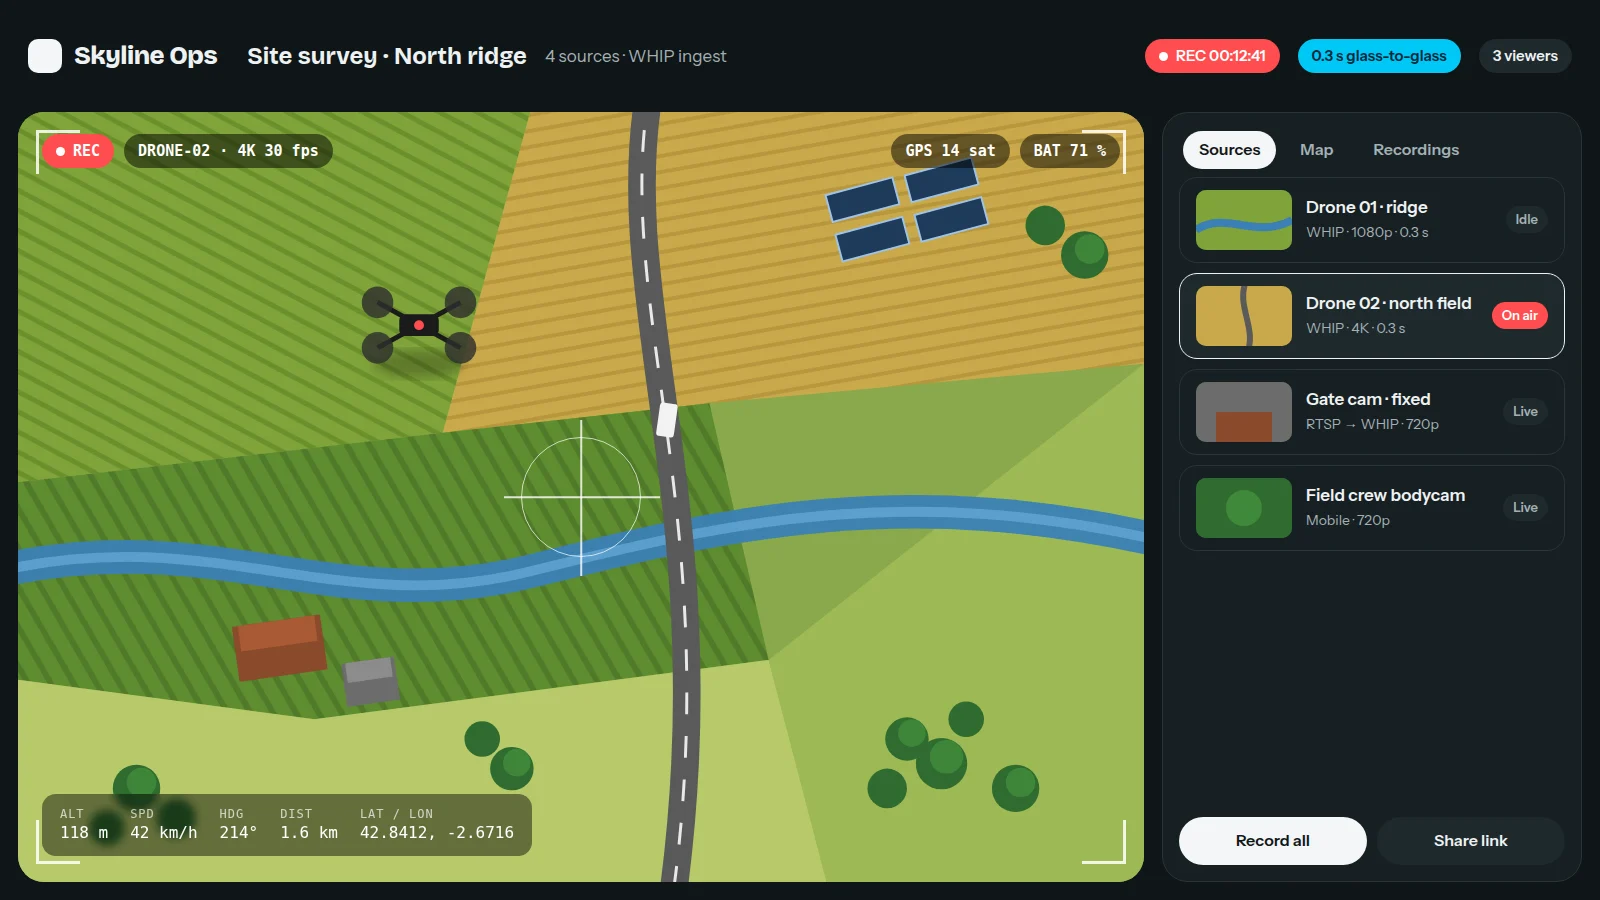 Skyline Ops
Site survey · North ridge
4 sources · WHIP ingest
REC 00:12:41
0.3 s glass-to-glass
3 viewers
REC
DRONE-02 · 4K 30 fps
GPS 14 sat
BAT 71 %
ALT
118 m
SPD
42 km/h
HDG
214°
DIST
1.6 km
LAT / LON
42.8412, -2.6716
Sources
Map
Recordings
Drone 01 · ridge
WHIP · 1080p · 0.3 s
Idle
Drone 02 · north field
WHIP · 4K · 0.3 s
On air
Gate cam · fixed
RTSP → WHIP · 720p
Live
Field crew bodycam
Mobile · 720p
Live
Record all
Share link